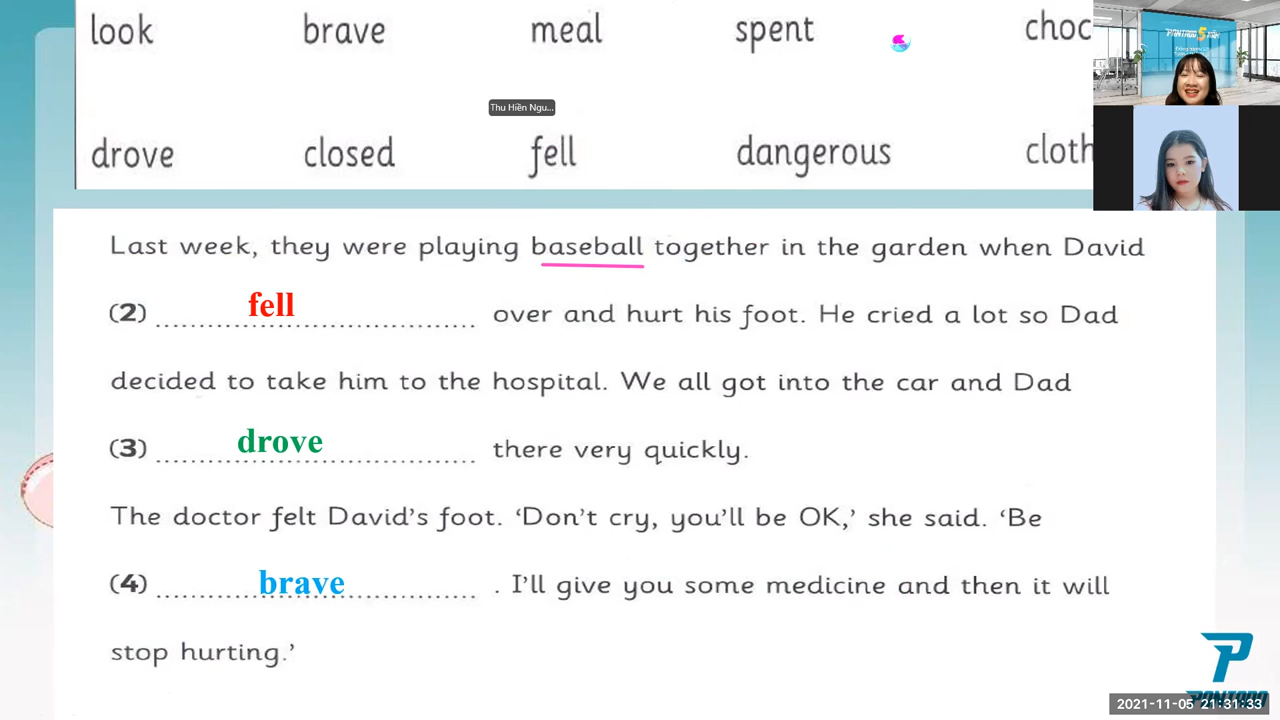 look brave meal spent choc
Thu Hiền Ngu...
drove closed fell dangerous cloth
Last week, they were playing baseball together in the garden when David
(2) fell over and hurt his foot. He cried a lot so Dad
decided to take him to the hospital. We all got into the car and Dad
(3) drove there very quickly.
The doctor felt David's foot. 'Don't cry, you'll be OK,' she said. 'Be
(4) brave . I'll give you some medicine and then it will
stop hurting.'
PANTADO
2021-11-05 21:31:33